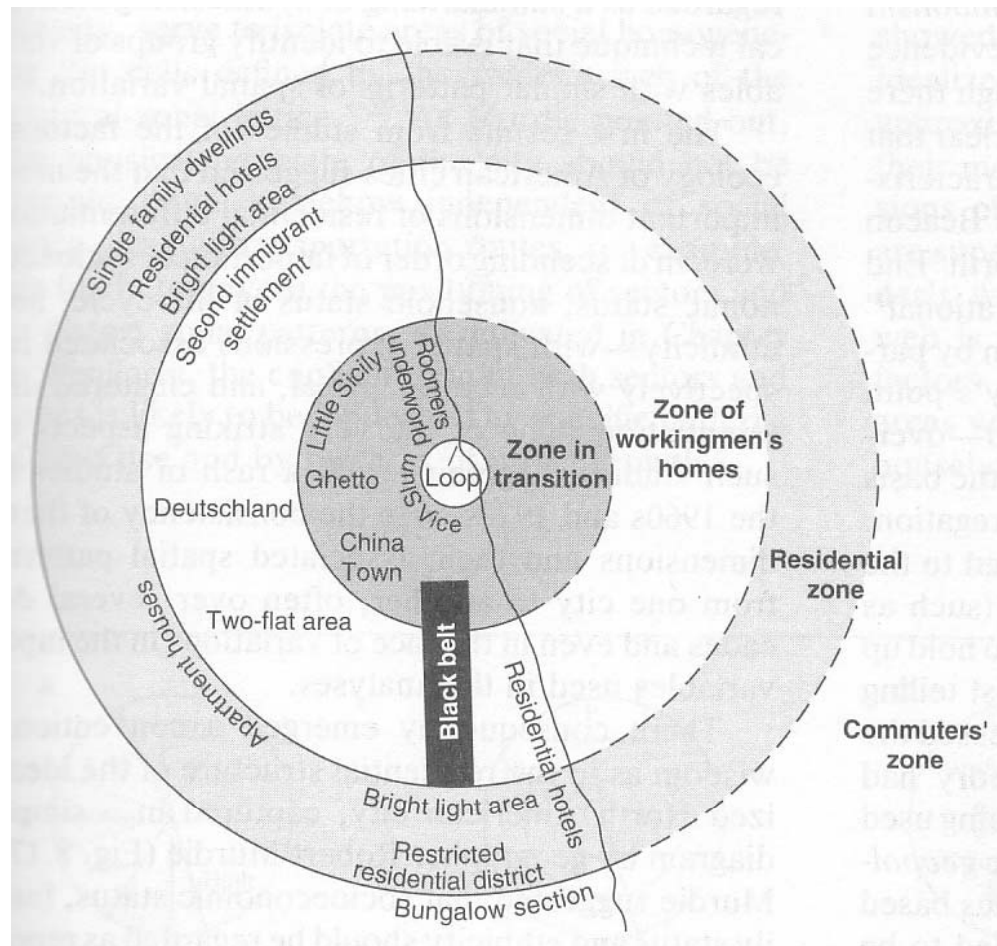 Single family dwellings
Residential hotels
Bright light area
Second immigrant
settlement
Little Sicily
Roomers
underworld
Ghetto
Slum
Vice
Loop
Zone in
transition
Zone of
workingmen's
homes
Deutschland
China
Town
Two-flat area
Black belt
Apartment houses
Residential
zone
Residential hotels
Commuters'
zone
Bright light area
Restricted
residential district
Bungalow section